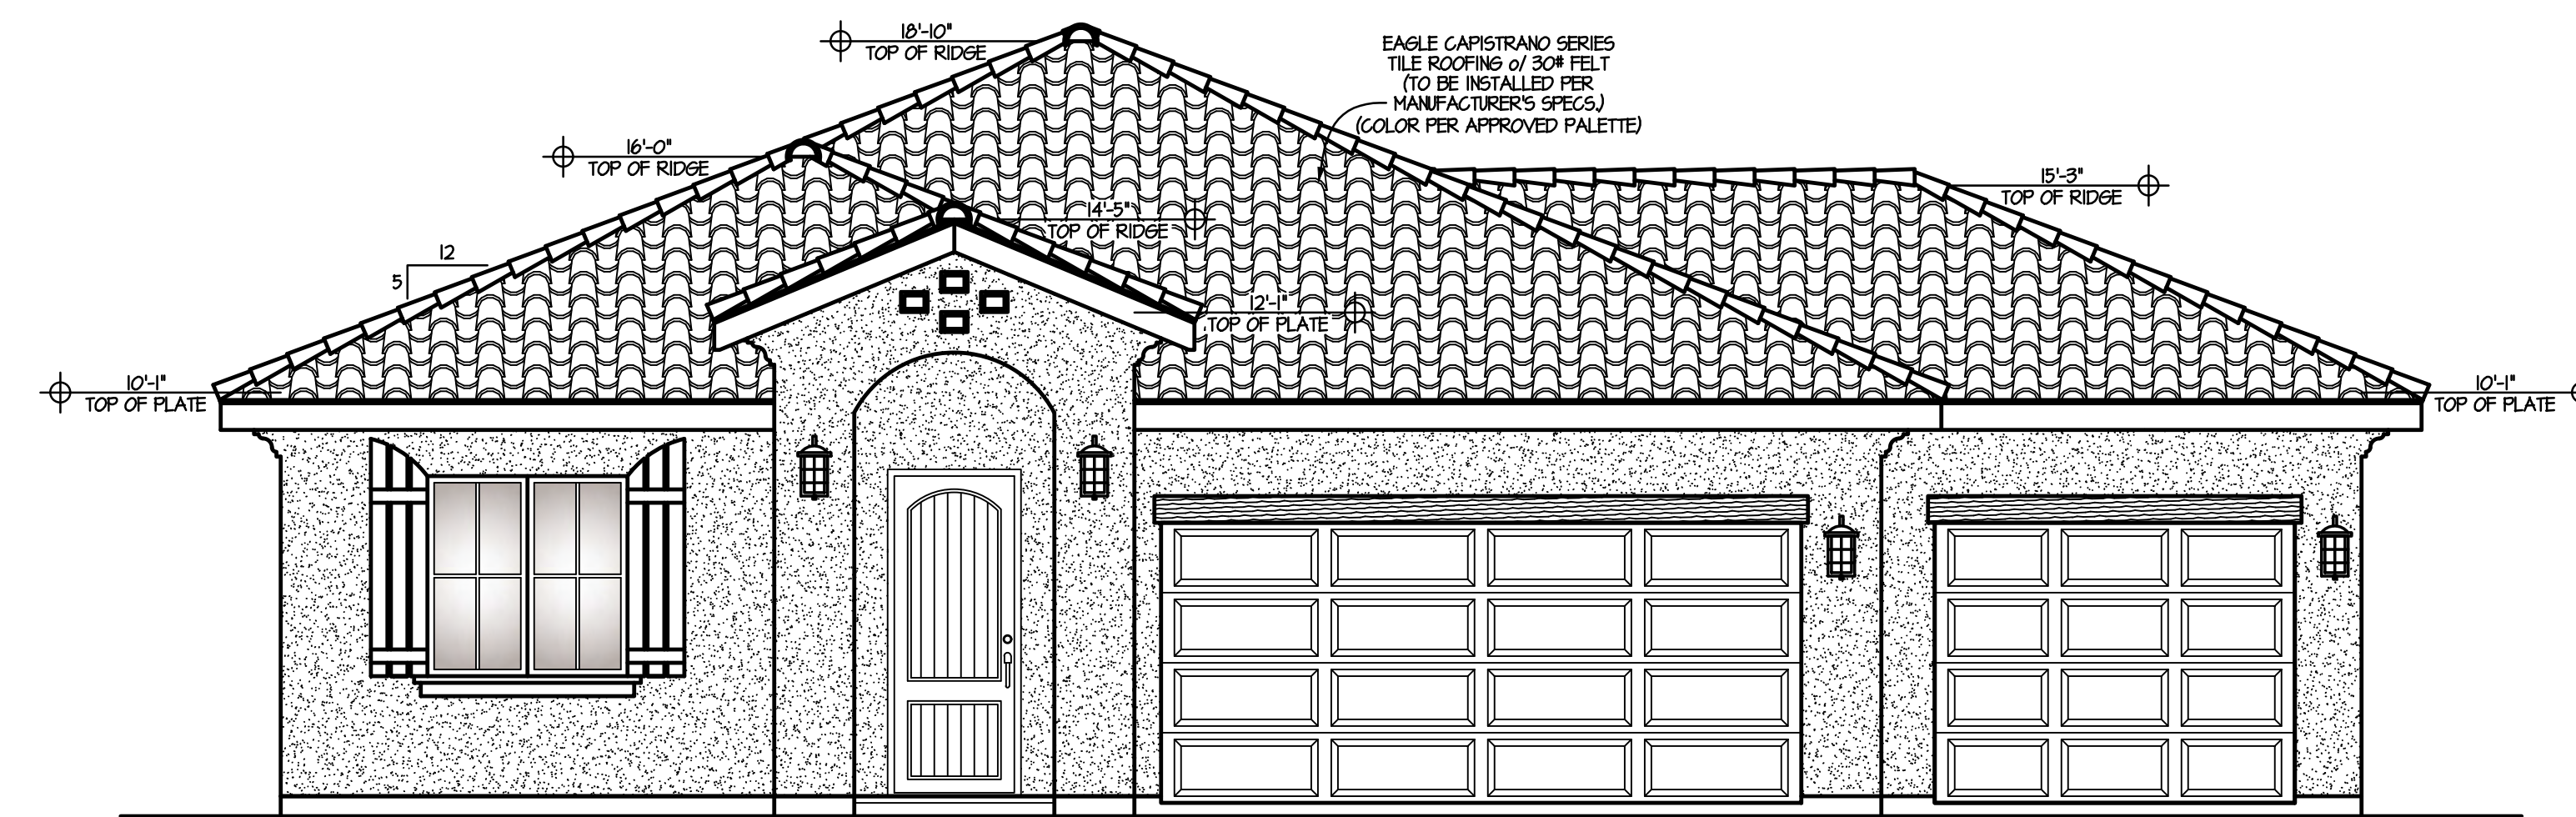 18'-10"
TOP OF RIDGE
EAGLE CAPISTRANO SERIES
TILE ROOFING o/ 30# FELT
(TO BE INSTALLED PER
MANUFACTURER'S SPECS.)
(COLOR PER APPROVED PALETTE)
16'-0"
TOP OF RIDGE
15'-3"
TOP OF RIDGE
14'-5"
TOP OF RIDGE
12
5
12'-1"
TOP OF PLATE
10'-1"
TOP OF PLATE
10'-1"
TOP OF PLATE